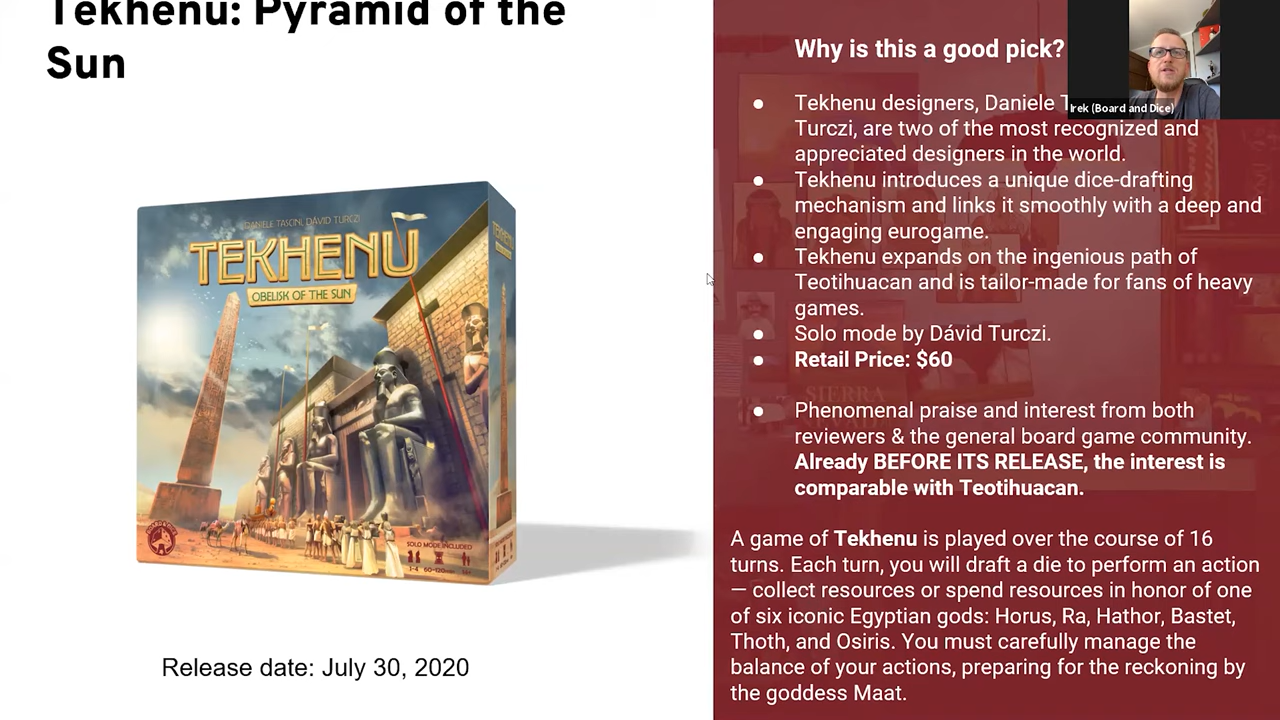 Tekhenu: Pyramid of the
Sun
DANIELE TASCINI, DÁVID TURCZI
TEKHENU
OBELISK OF THE SUN
SOLO MODE INCLUDED
1-4 60-120min
Release date: July 30, 2020
Why is this a good pick?
● Tekhenu designers, Daniele T
Turczi, are two of the most recognized and
appreciated designers in the world.
● Tekhenu introduces a unique dice-drafting
mechanism and links it smoothly with a deep and
engaging eurogame.
● Tekhenu expands on the ingenious path of
Teotihuacan and is tailor-made for fans of heavy
games.
● Solo mode by Dávid Turczi.
● Retail Price: $60
● Phenomenal praise and interest from both
reviewers & the general board game community.
Already BEFORE ITS RELEASE, the interest is
comparable with Teotihuacan.
A game of Tekhenu is played over the course of 16
turns. Each turn, you will draft a die to perform an action
— collect resources or spend resources in honor of one
of six iconic Egyptian gods: Horus, Ra, Hathor, Bastet,
Thoth, and Osiris. You must carefully manage the
balance of your actions, preparing for the reckoning by
the goddess Maat.
Irek (Board and Dice)